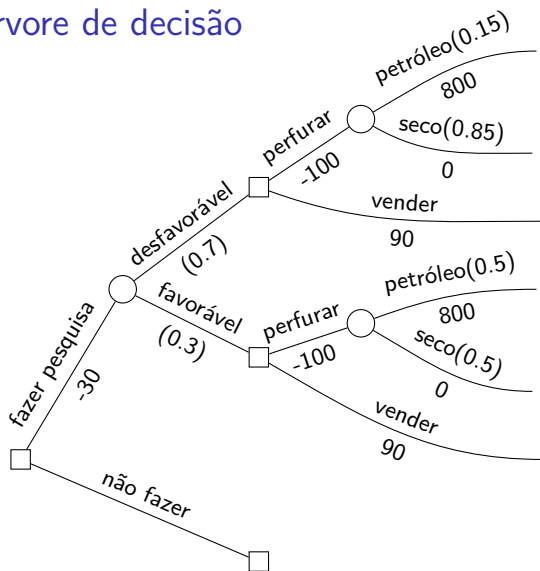 rvore de decisão
petróleo(0.15)
800
seco(0.85)
0
perfurar
-100
vender
90
desfavorável
(0.7)
favorável
(0.3)
petróleo(0.5)
800
perfurar
-100
seco(0.5)
0
vender
90
fazer pesquisa
-30
não fazer